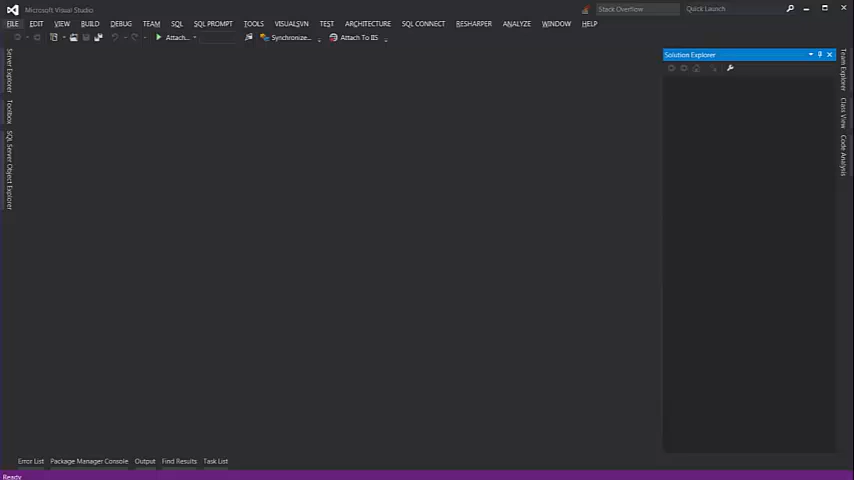 Microsoft Visual Studio
Stack Overflow
Quick Launch
FILE EDIT VIEW BUILD DEBUG TEAM SQL SQL PROMPT TOOLS VISUALSVN TEST ARCHITECTURE SQL CONNECT RESHARPER ANALYZE WINDOW HELP
Attach...
Synchronize...
Attach To IIS
Server Explorer
Toolbox
SQL Server Object Explorer
Solution Explorer
Team Explorer
Class View
Code Analysis
Error List Package Manager Console Output Find Results Task List
Ready